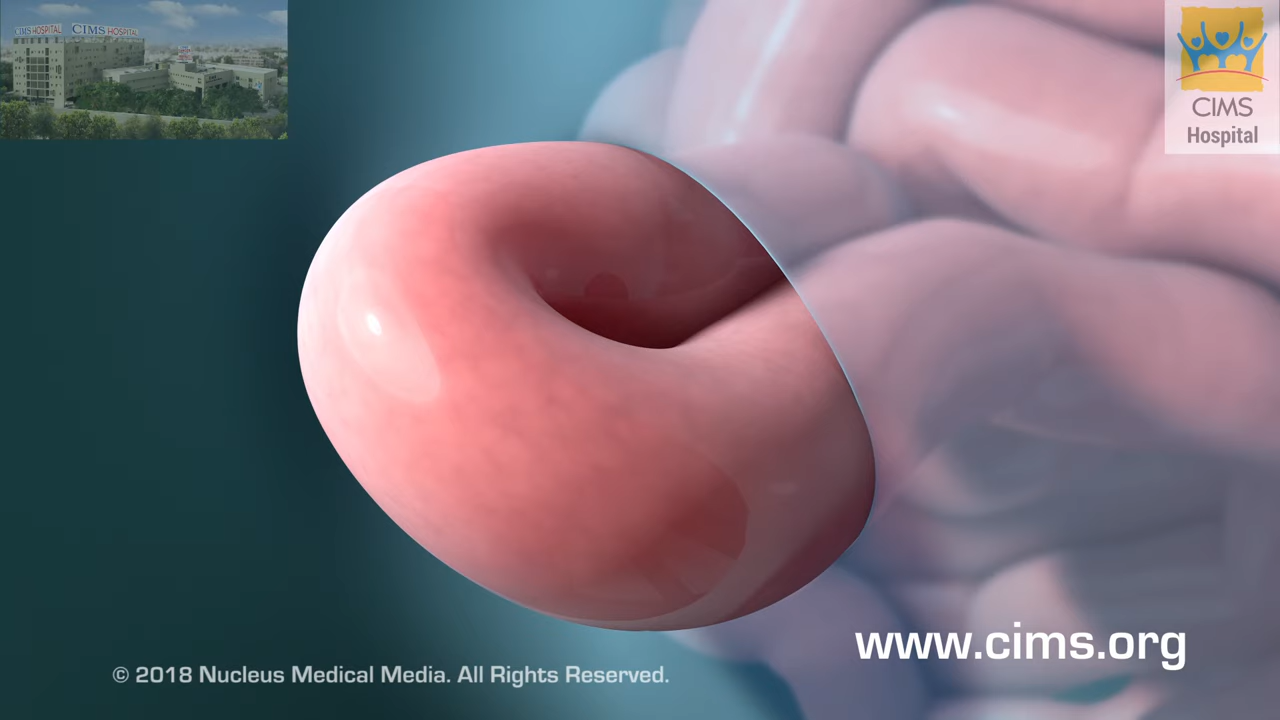 CIMS HOSPITAL CIMS HOSPITAL
CIMS
Hospital
www.cims.org
© 2018 Nucleus Medical Media. All Rights Reserved.